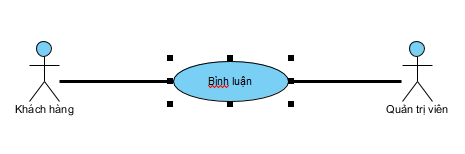 Bình luận
Khách hàng
Quản trị viên